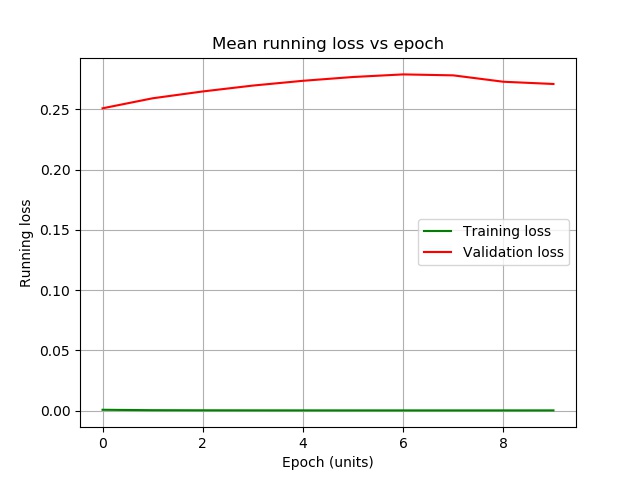 Mean running loss vs epoch
Running loss
0.25
0.20
0.15
0.10
0.05
0.00
Training loss
Validation loss
0 2 4 6 8
Epoch (units)